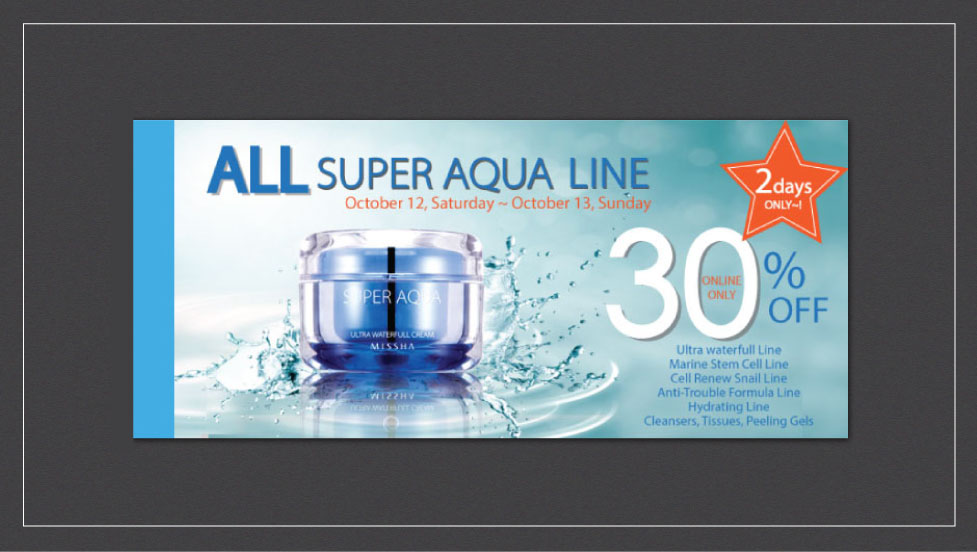 ALL SUPER AQUA LINE
October 12, Saturday ~ October 13, Sunday
2days
ONLY~!
30% OFF
ONLINE
ONLY
SUPER AQUA
ULTRA WATERFULL CREAM
MISSHA
Ultra waterfull Line
Marine Stem Cell Line
Cell Renew Snail Line
Anti-Trouble Formula Line
Hydrating Line
Cleansers, Tissues, Peeling Gels